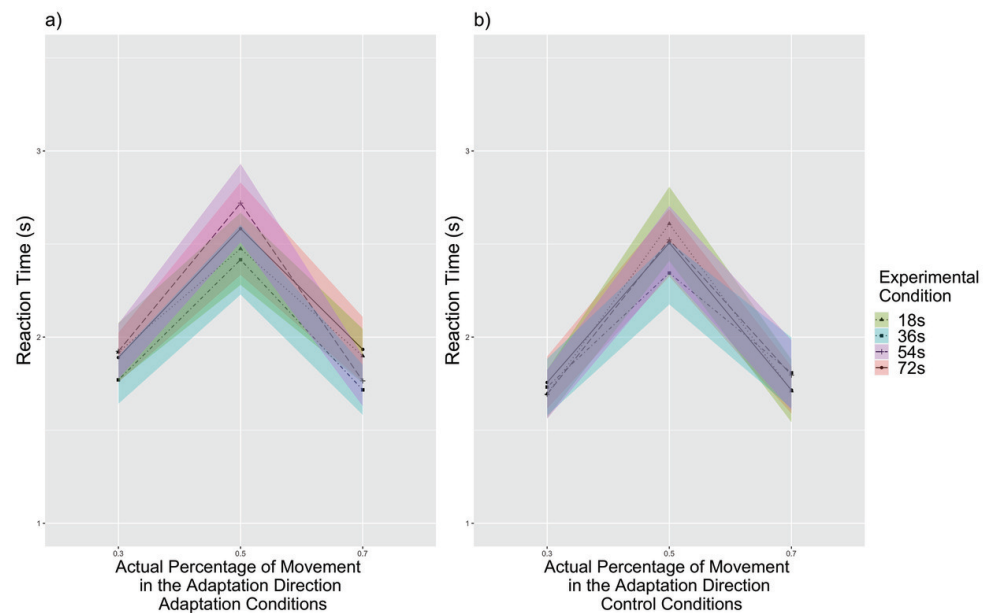 a)
b)
Reaction Time (s)
3
2
1
0.3 0.5 0.7
Actual Percentage of Movement
in the Adaptation Direction
Adaptation Conditions
Reaction Time (s)
3
2
1
0.3 0.5 0.7
Actual Percentage of Movement
in the Adaptation Direction
Control Conditions
Experimental
Condition
18s
36s
54s
72s